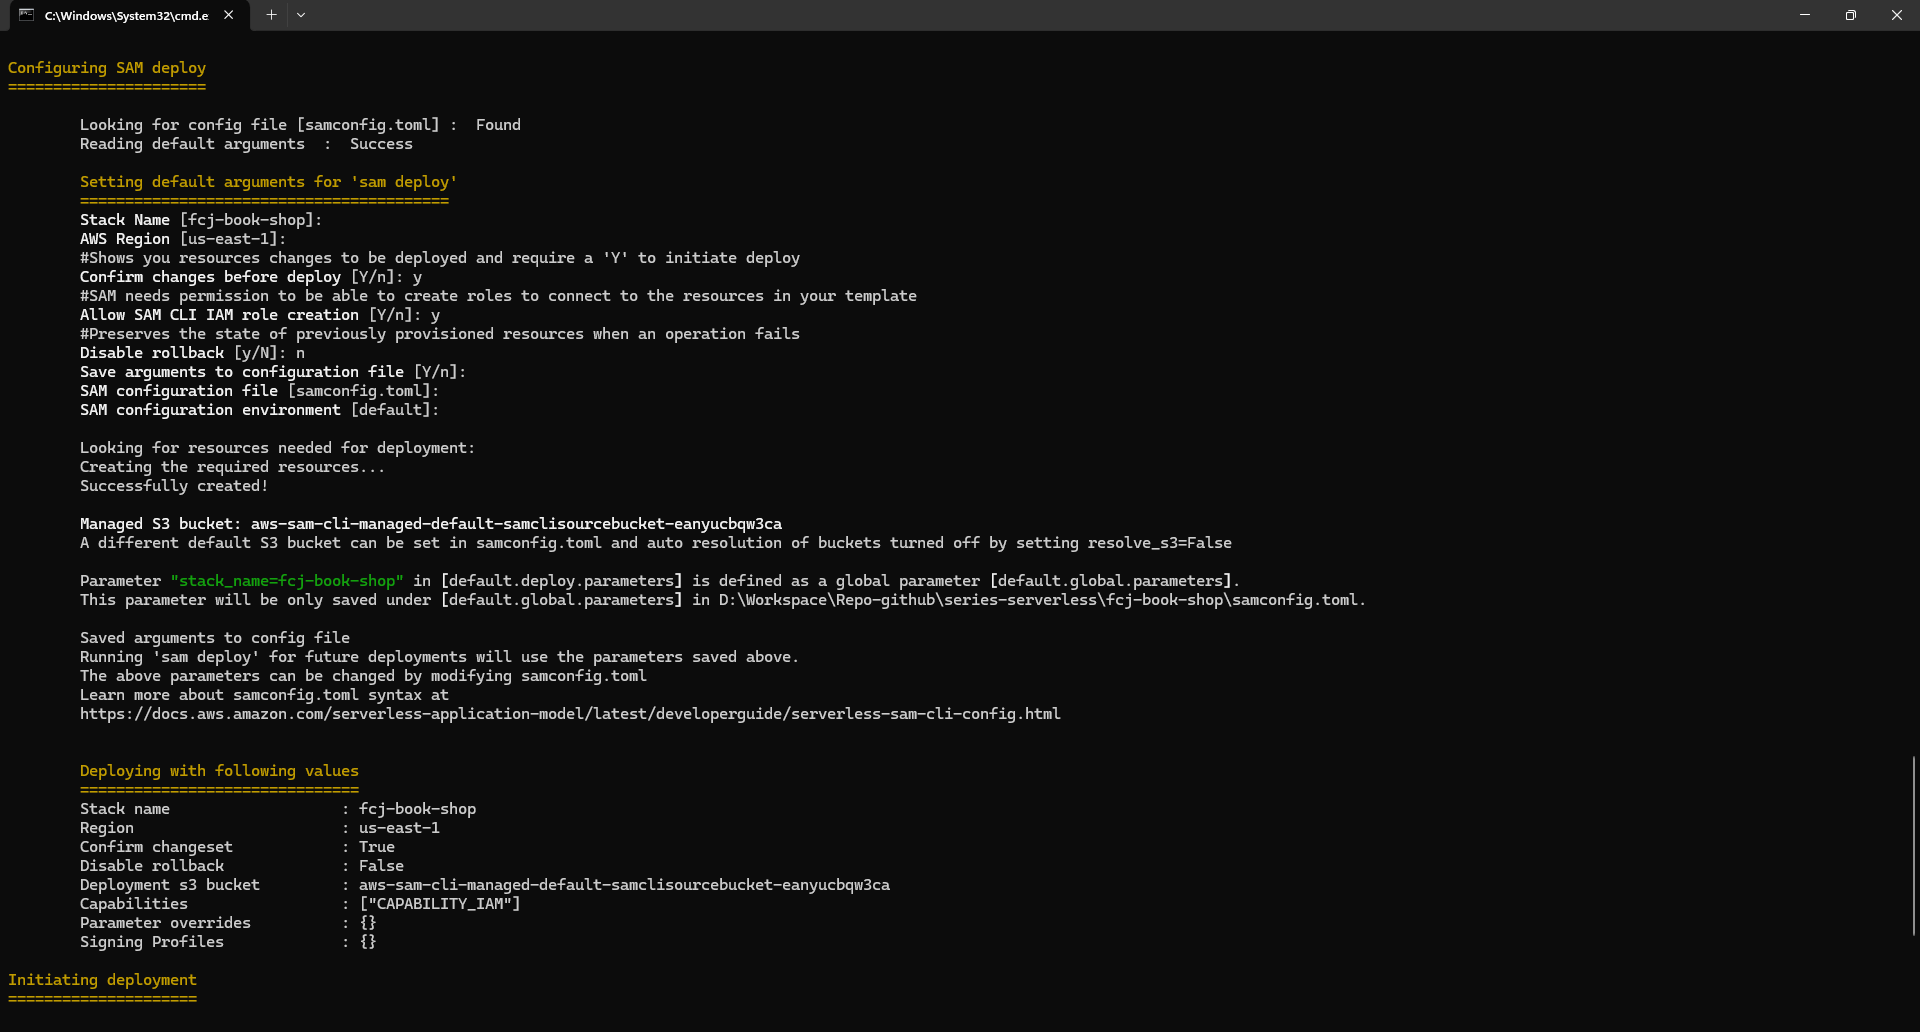 C:\Windows\System32\cmd.e
Configuring SAM deploy
======================
Looking for config file [samconfig.toml] :  Found
Reading default arguments  :  Success
Setting default arguments for 'sam deploy'
=========================================
Stack Name [fcj-book-shop]:
AWS Region [us-east-1]:
#Shows you resources changes to be deployed and require a 'Y' to initiate deploy
Confirm changes before deploy [Y/n]: y
#SAM needs permission to be able to create roles to connect to the resources in your template
Allow SAM CLI IAM role creation [Y/n]: y
#Preserves the state of previously provisioned resources when an operation fails
Disable rollback [y/N]: n
Save arguments to configuration file [Y/n]:
SAM configuration file [samconfig.toml]:
SAM configuration environment [default]:
Looking for resources needed for deployment:
Creating the required resources...
Successfully created!
Managed S3 bucket: aws-sam-cli-managed-default-samclisourcebucket-eanyucbqw3ca
A different default S3 bucket can be set in samconfig.toml and auto resolution of buckets turned off by setting resolve_s3=False
Parameter "stack_name=fcj-book-shop" in [default.deploy.parameters] is defined as a global parameter [default.global.parameters].
This parameter will be only saved under [default.global.parameters] in D:\Workspace\Repo-github\series-serverless\fcj-book-shop\samconfig.toml.
Saved arguments to config file
Running 'sam deploy' for future deployments will use the parameters saved above.
The above parameters can be changed by modifying samconfig.toml
Learn more about samconfig.toml syntax at
https://docs.aws.amazon.com/serverless-application-model/latest/developerguide/serverless-sam-cli-config.html
Deploying with following values
===============================
Stack name                   : fcj-book-shop
Region                       : us-east-1
Confirm changeset            : True
Disable rollback             : False
Deployment s3 bucket         : aws-sam-cli-managed-default-samclisourcebucket-eanyucbqw3ca
Capabilities                 : ["CAPABILITY_IAM"]
Parameter overrides          : {}
Signing Profiles             : {}
Initiating deployment
=====================